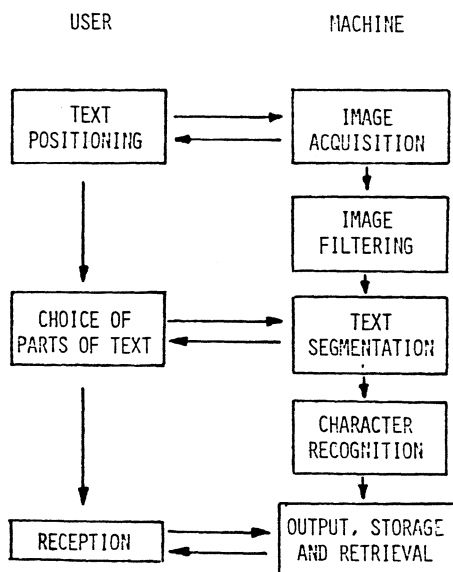 USER MACHINE
TEXT
POSITIONING
IMAGE
ACQUISITION
IMAGE
FILTERING
CHOICE OF
PARTS OF TEXT
TEXT
SEGMENTATION
CHARACTER
RECOGNITION
RECEPTION
OUTPUT, STORAGE
AND RETRIEVAL